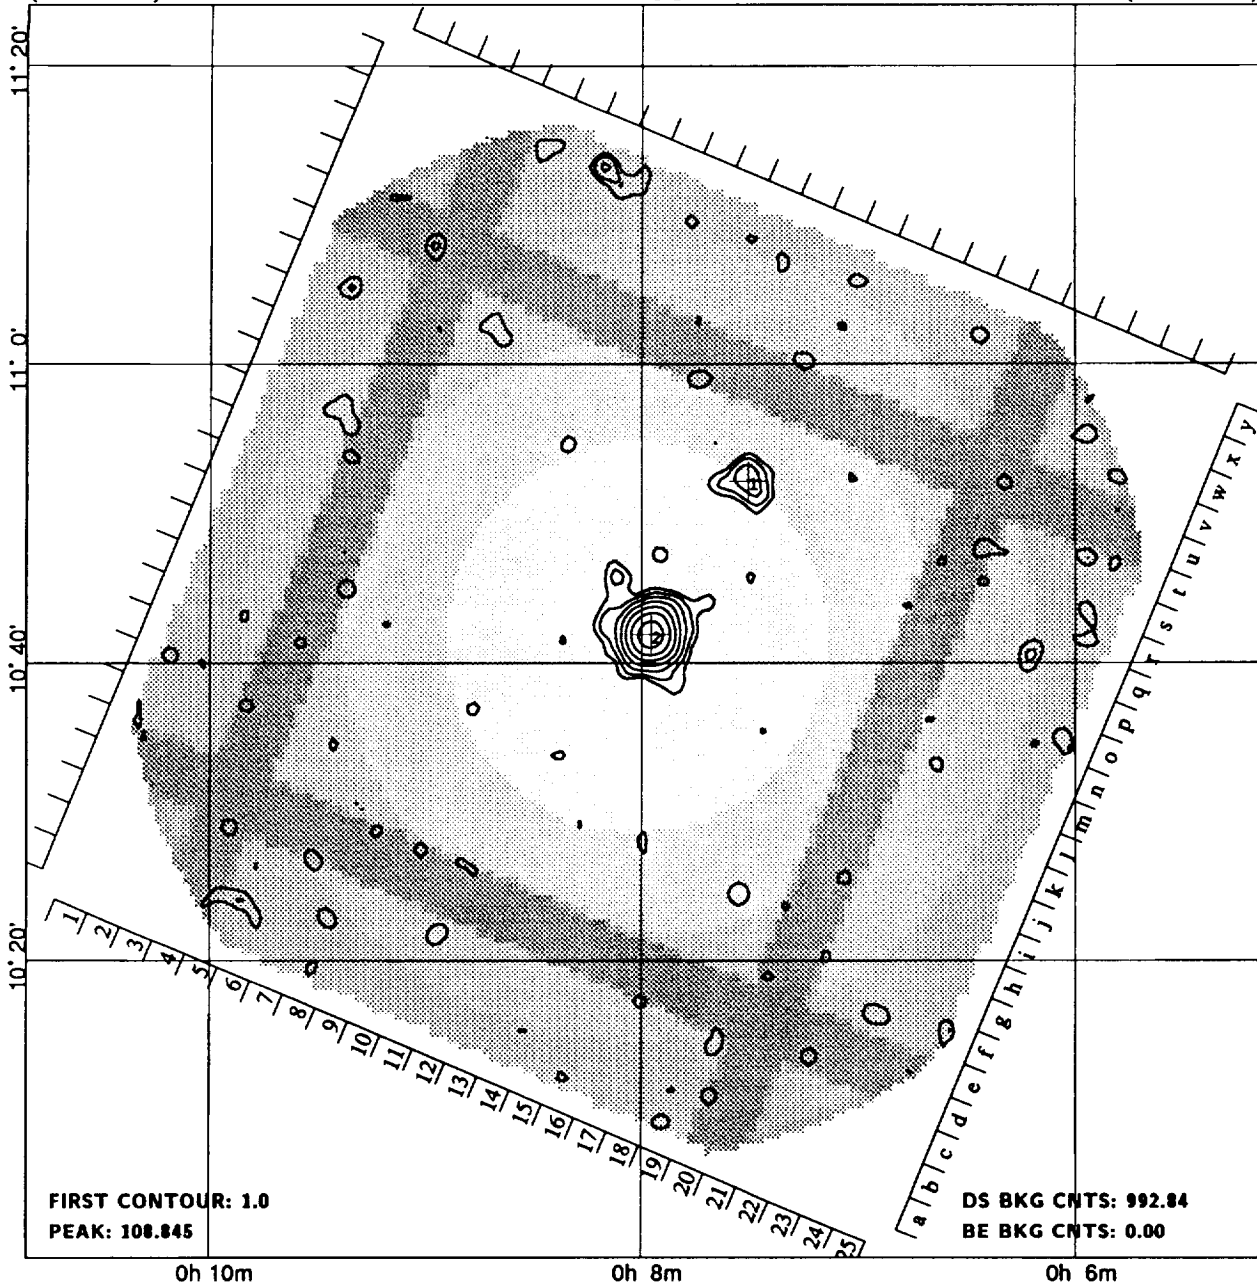 11° 20'
11° 0'
10° 40'
10° 20'
1
2
1 2 3 4 5 6 7 8 9 10 11 12 13 14 15 16 17 18 19 20 21 22 23 24 25
a b c d e f g h i j k l m n o p q r s t u v w x y
FIRST CONTOUR: 1.0
PEAK: 108.845
DS BKG CNTS: 992.84
BE BKG CNTS: 0.00
0h 10m
0h 8m
0h 6m